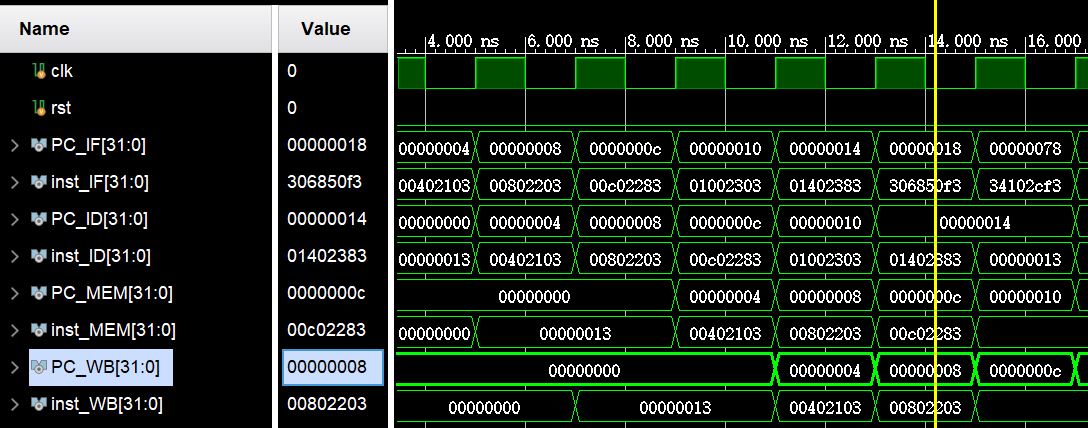 Name Value 4.000 ns 6.000 ns 8.000 ns 10.000 ns 12.000 ns 14.000 ns 16.000
clk 0
rst 0
PC_IF[31:0] 00000018 00000004 00000008 0000000c 00000010 00000014 00000018 00000078
inst_IF[31:0] 306850f3 00402103 00802203 00c02283 01002303 01402383 306850f3 34102cf3
PC_ID[31:0] 00000014 00000000 00000004 00000008 0000000c 00000010 00000014
inst_ID[31:0] 01402383 00000013 00402103 00802203 00c02283 01002303 01402383 00000013
PC_MEM[31:0] 0000000c 00000000 00000004 00000008 0000000c 00000010
inst_MEM[31:0] 00c02283 00000000 00000013 00402103 00802203 00c02283
PC_WB[31:0] 00000008 00000000 00000004 00000008 0000000c
inst_WB[31:0] 00802203 00000000 00000013 00402103 00802203